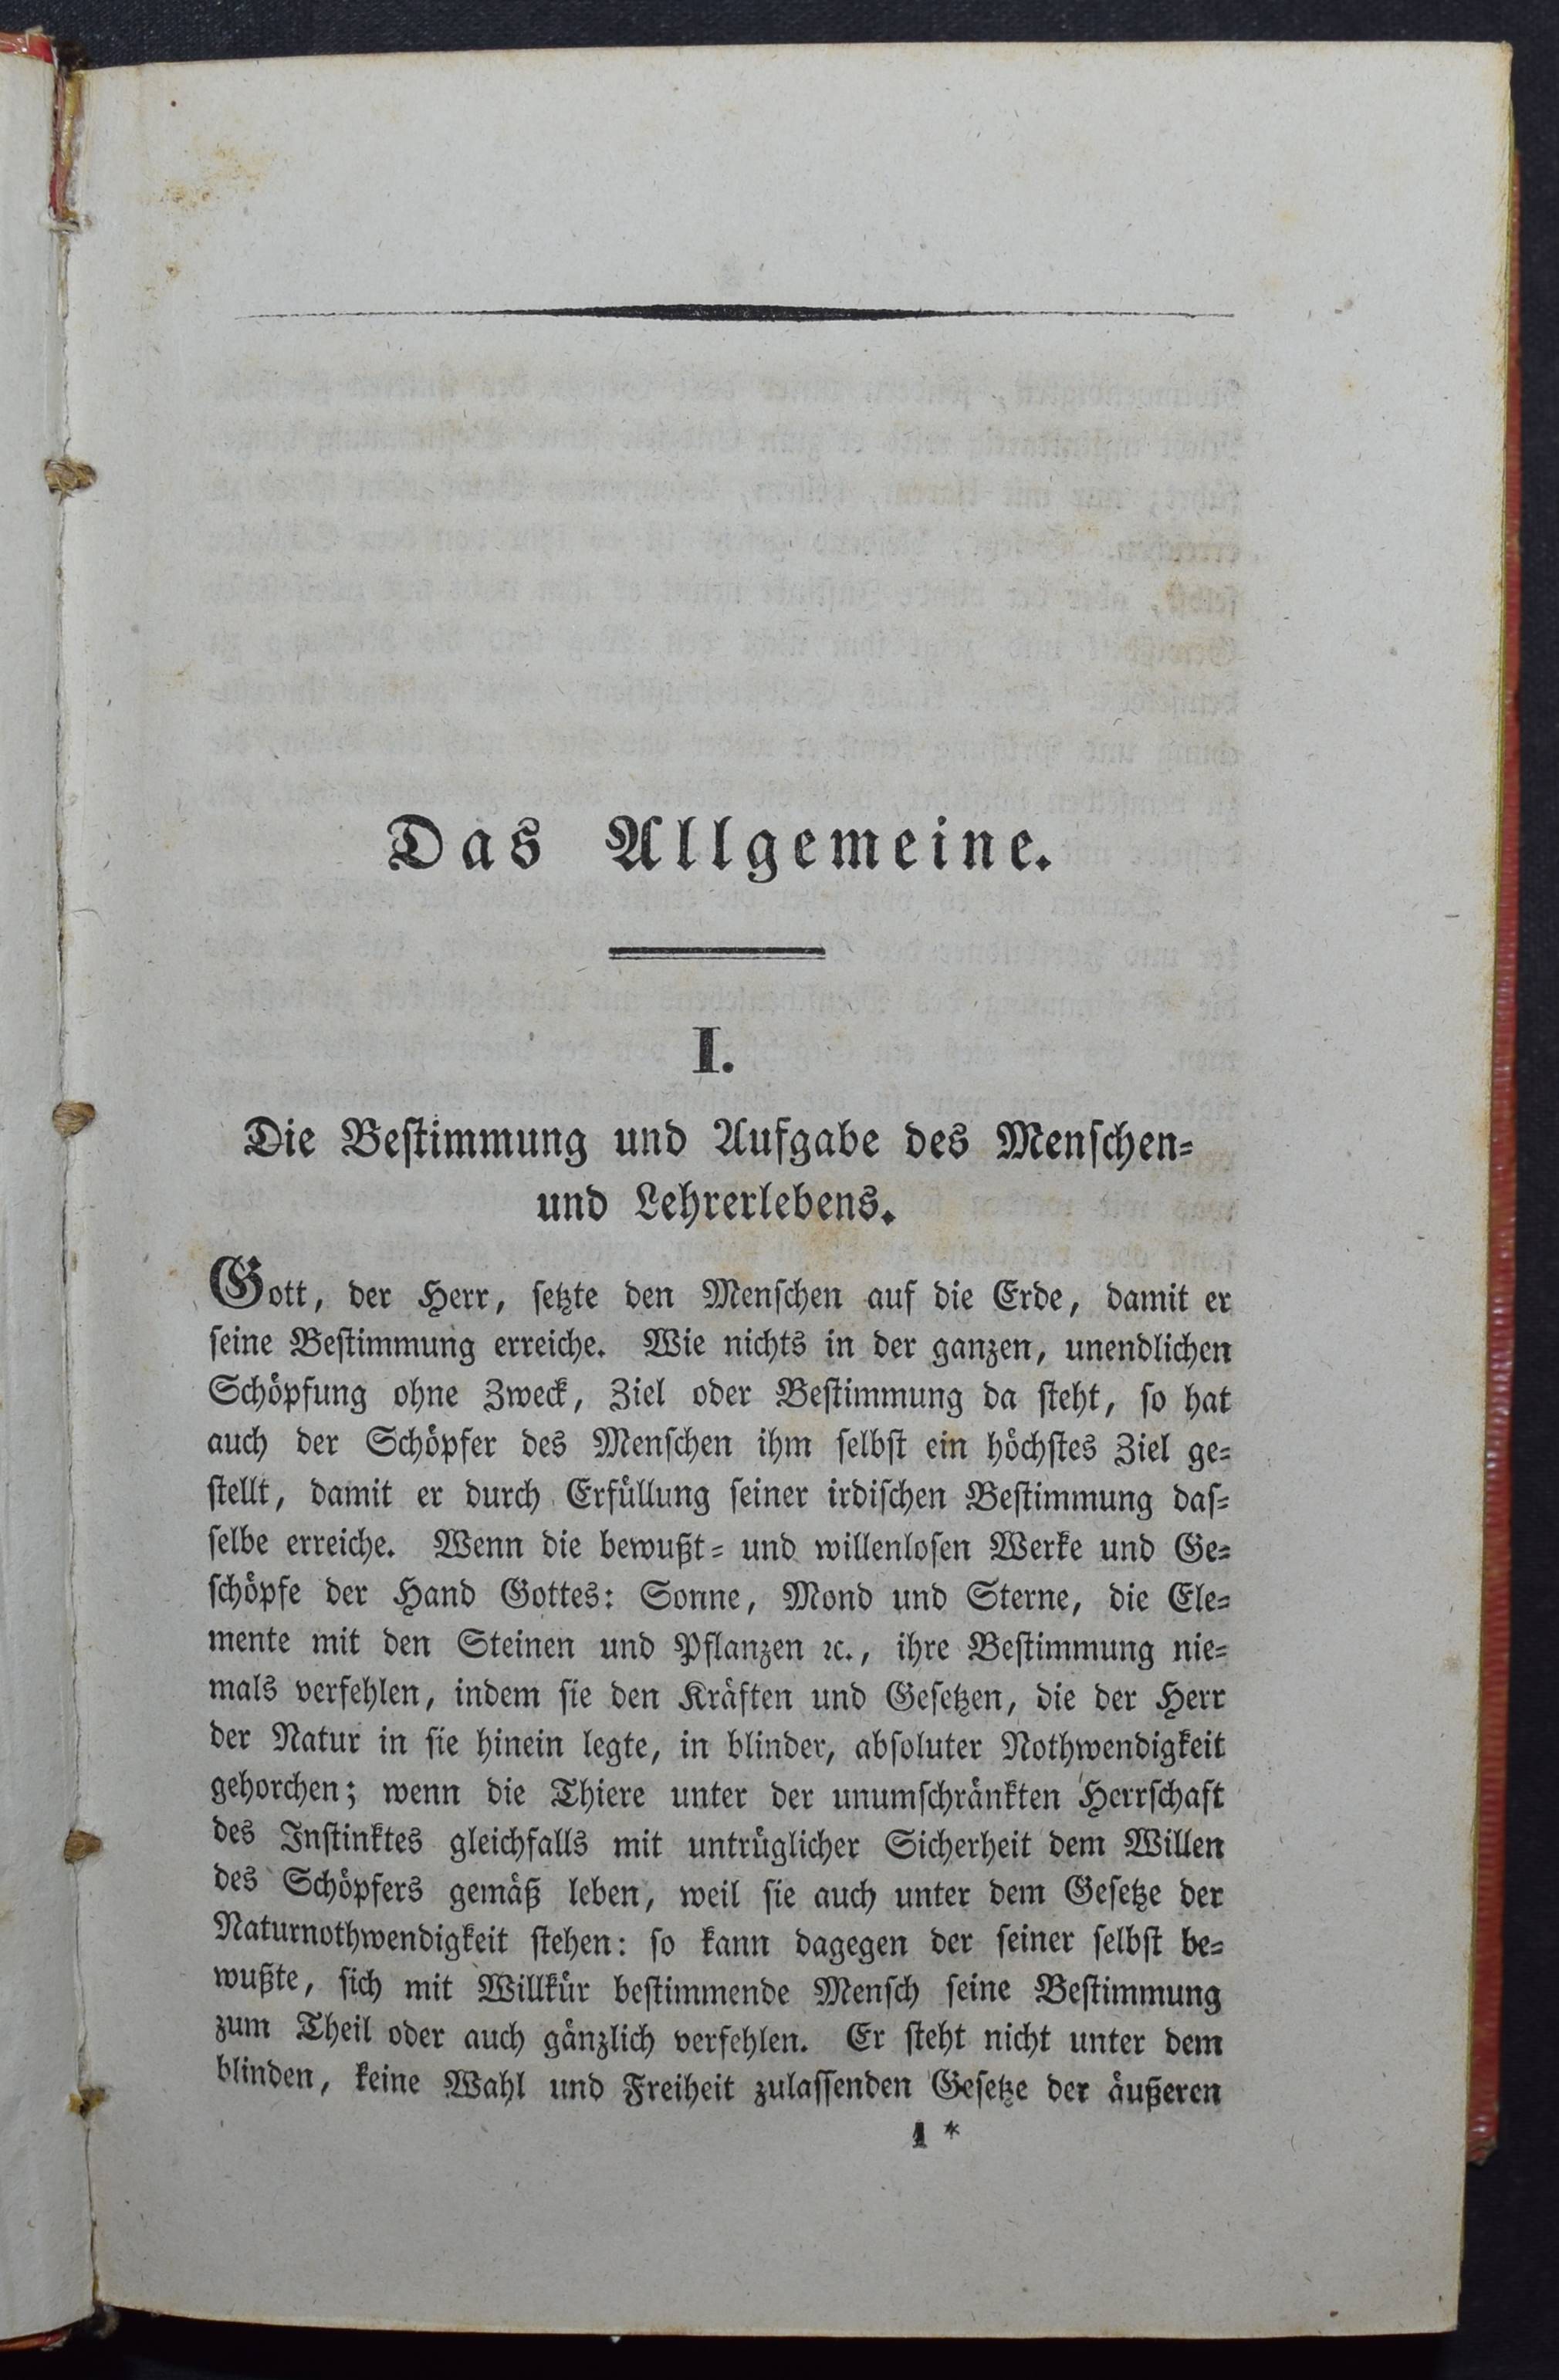 Das Allgemeine.
I.
Die Bestimmung und Aufgabe des Menschen-
und Lehrerlebens.
Gott, der Herr, setzte den Menschen auf die Erde, damit er
seine Bestimmung erreiche. Wie nichts in der ganzen, unendlichen
Schöpfung ohne Zweck, Ziel oder Bestimmung da steht, so hat
auch der Schöpfer des Menschen ihm selbst ein höchstes Ziel ge-
stellt, damit er durch Erfüllung seiner irdischen Bestimmung das-
selbe erreiche. Wenn die bewußt- und willenlosen Werke und Ge-
schöpfe der Hand Gottes: Sonne, Mond und Sterne, die Ele-
mente mit den Steinen und Pflanzen ꝛc., ihre Bestimmung nie-
mals verfehlen, indem sie den Kräften und Gesetzen, die der Herr
der Natur in sie hinein legte, in blinder, absoluter Nothwendigkeit
gehorchen; wenn die Thiere unter der unumschränkten Herrschaft
des Instinktes gleichfalls mit untrüglicher Sicherheit dem Willen
des Schöpfers gemäß leben, weil sie auch unter dem Gesetze der
Naturnothwendigkeit stehen: so kann dagegen der seiner selbst be-
wußte, sich mit Willkür bestimmende Mensch seine Bestimmung
zum Theil oder auch gänzlich verfehlen. Er steht nicht unter dem
blinden, keine Wahl und Freiheit zulassenden Gesetze der äußeren
1 *